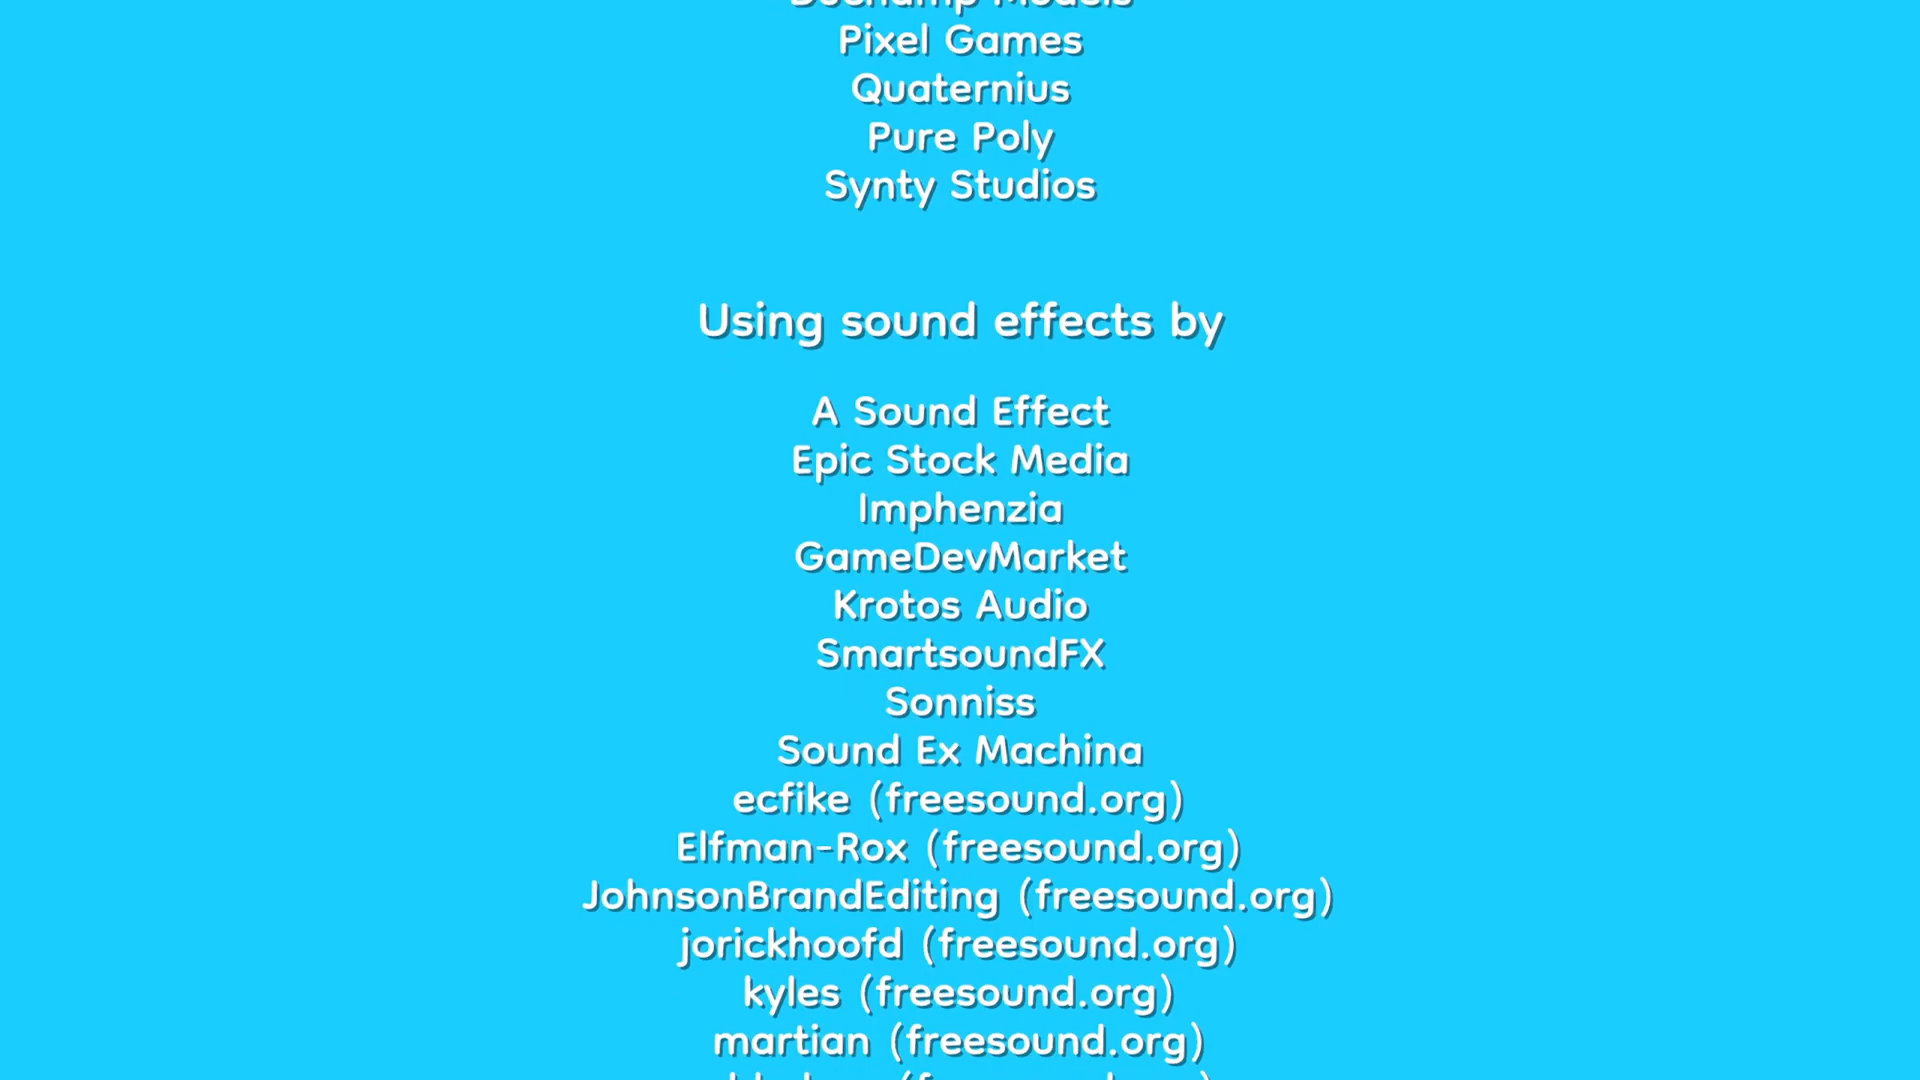 Pixel Games
Quaternius
Pure Poly
Synty Studios
Using sound effects by
A Sound Effect
Epic Stock Media
Imphenzia
GameDevMarket
Krotos Audio
SmartsoundFX
Sonniss
Sound Ex Machina
ecfike (freesound.org)
Elfman-Rox (freesound.org)
JohnsonBrandEditing (freesound.org)
jorickhoofd (freesound.org)
kyles (freesound.org)
martian (freesound.org)